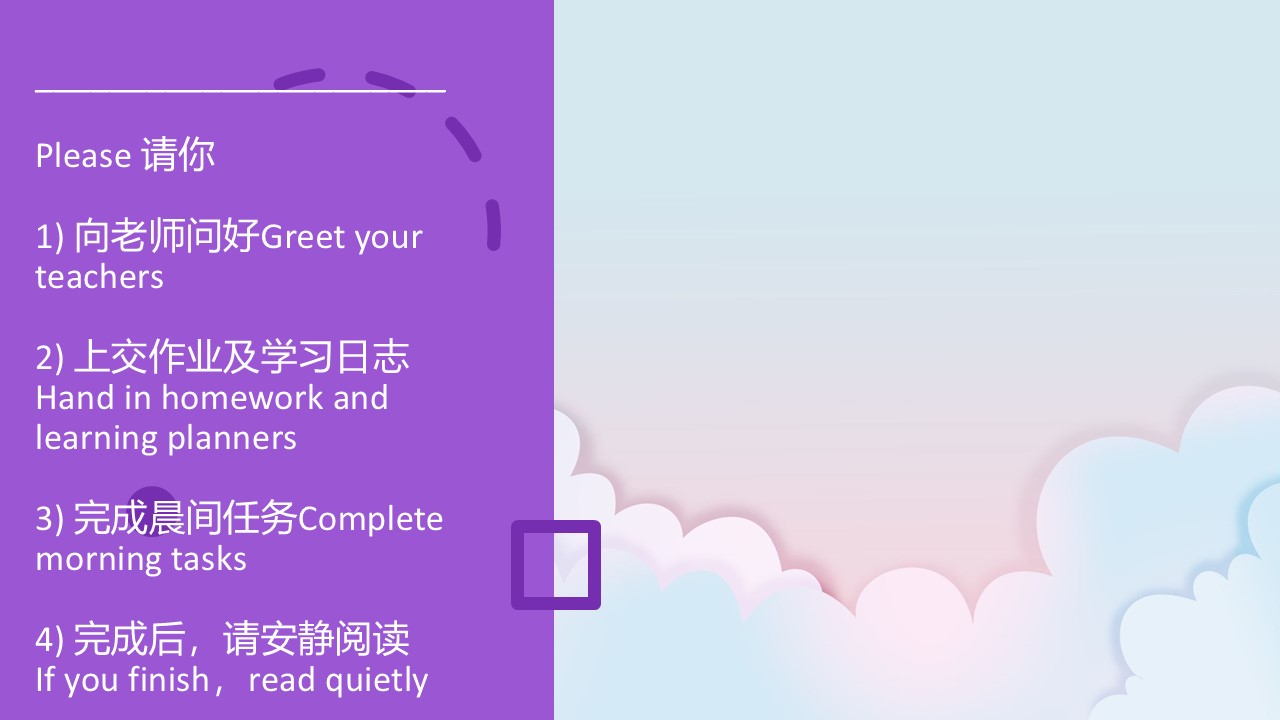 ______________________
Please 请你
1) 向老师问好Greet your
teachers
2) 上交作业及学习日志
Hand in homework and
learning planners
3) 完成晨间任务Complete
morning tasks
4) 完成后，请安静阅读
If you finish，read quietly